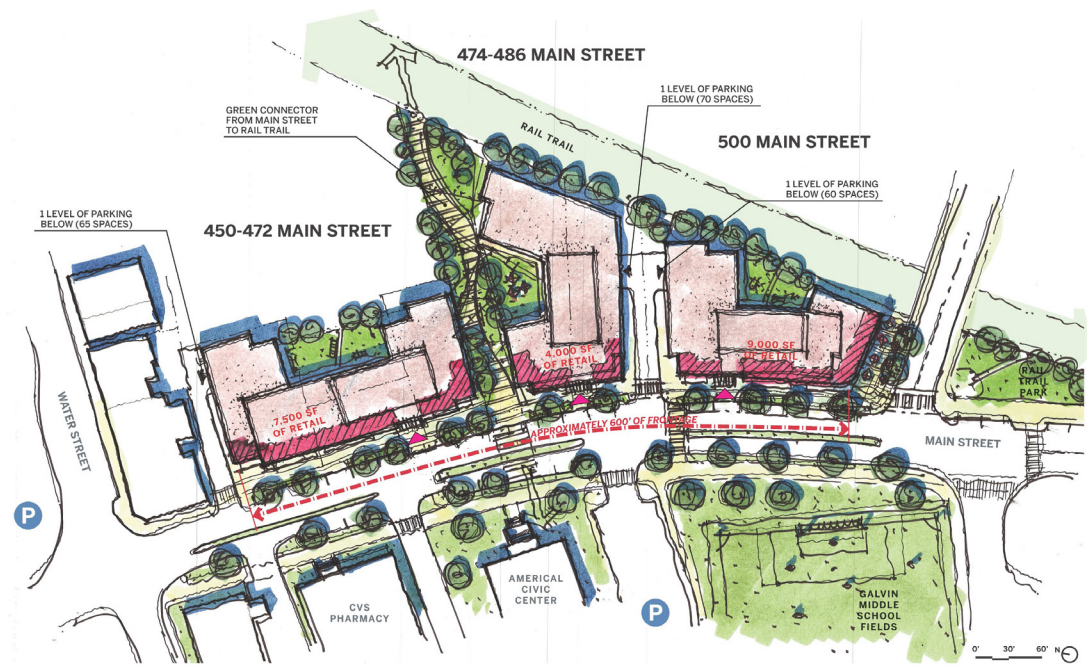 474-486 MAIN STREET
1 LEVEL OF PARKING
BELOW (70 SPACES)
GREEN CONNECTOR
FROM MAIN STREET
TO RAIL TRAIL
RAIL TRAIL
500 MAIN STREET
1 LEVEL OF PARKING
BELOW (60 SPACES)
1 LEVEL OF PARKING
BELOW (65 SPACES)
450-472 MAIN STREET
4,000 SF
OF RETAIL
9,000 SF
OF RETAIL
RAIL
TRAIL
PARK
7,500 SF
OF RETAIL
APPROXIMATELY 600' OF FRONTAGE
MAIN STREET
WATER STREET
P
CVS
PHARMACY
AMERICAL
CIVIC
CENTER
P
GALVIN
MIDDLE
SCHOOL
FIELDS
0' 30' 60' N